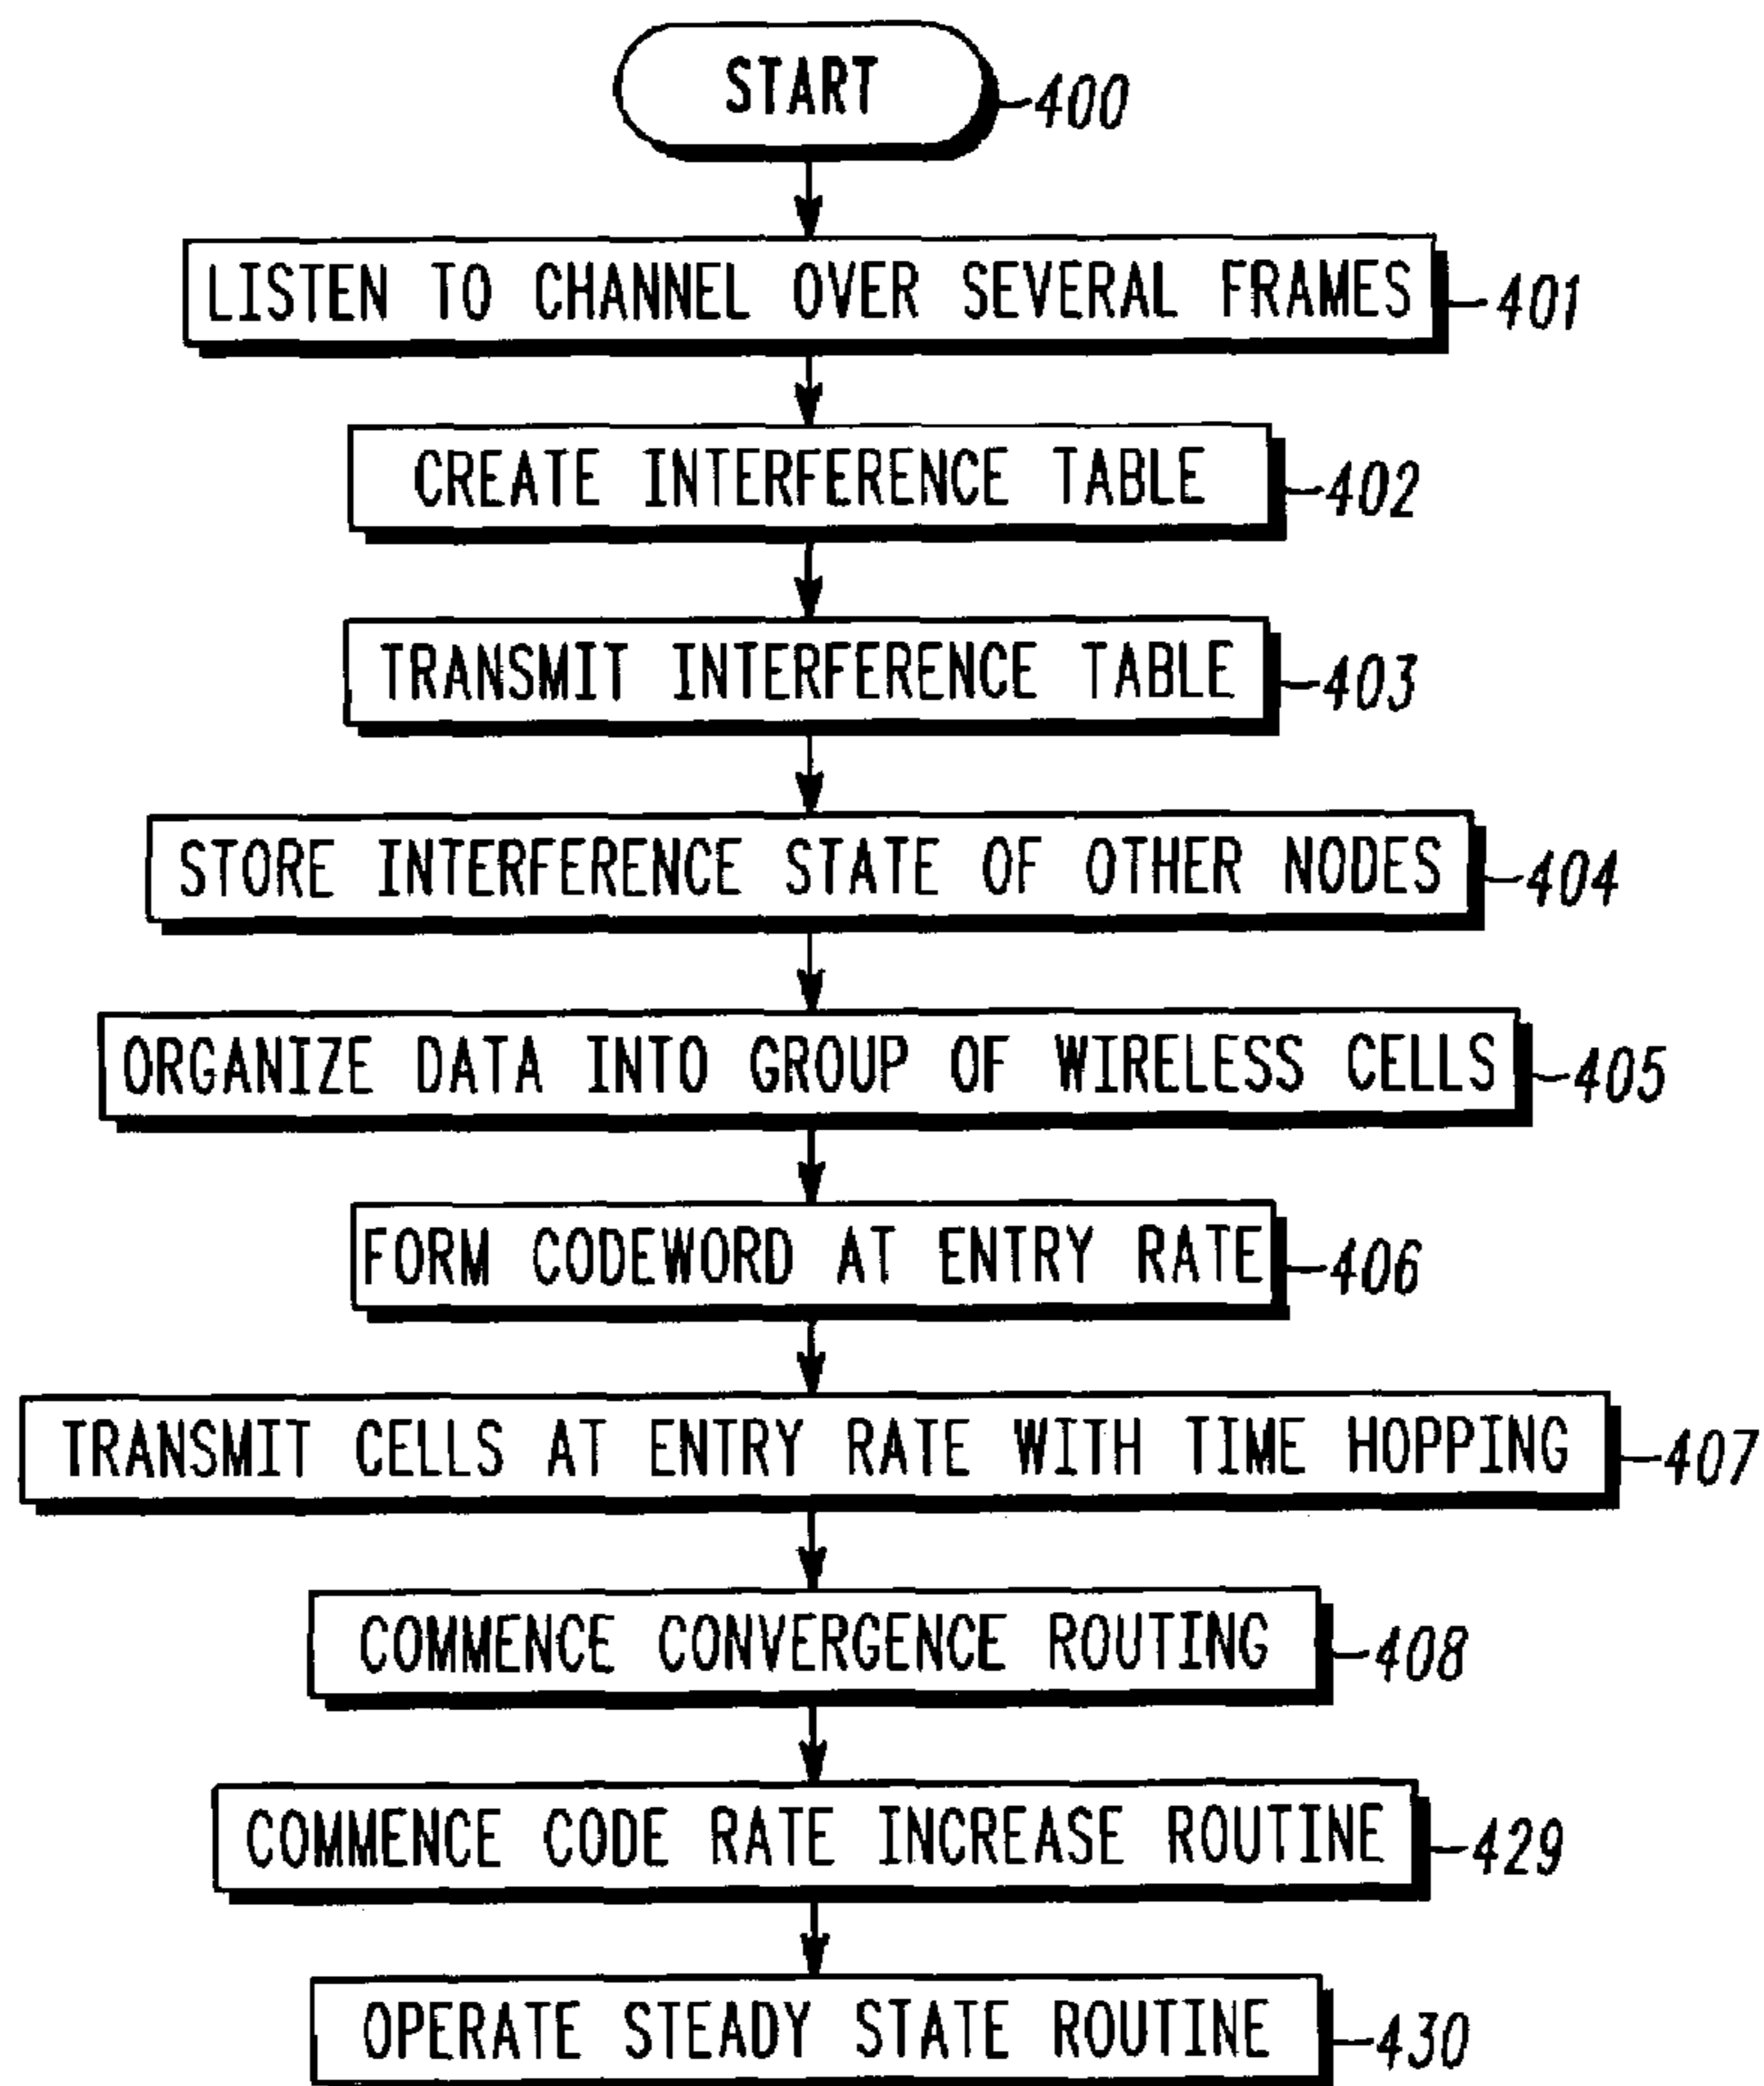 START
400
LISTEN TO CHANNEL OVER SEVERAL FRAMES
401
CREATE INTERFERENCE TABLE
402
TRANSMIT INTERFERENCE TABLE
403
STORE INTERFERENCE STATE OF OTHER NODES
404
ORGANIZE DATA INTO GROUP OF WIRELESS CELLS
405
FORM CODEWORD AT ENTRY RATE
406
TRANSMIT CELLS AT ENTRY RATE WITH TIME HOPPING
407
COMMENCE CONVERGENCE ROUTING
408
COMMENCE CODE RATE INCREASE ROUTINE
429
OPERATE STEADY STATE ROUTINE
430